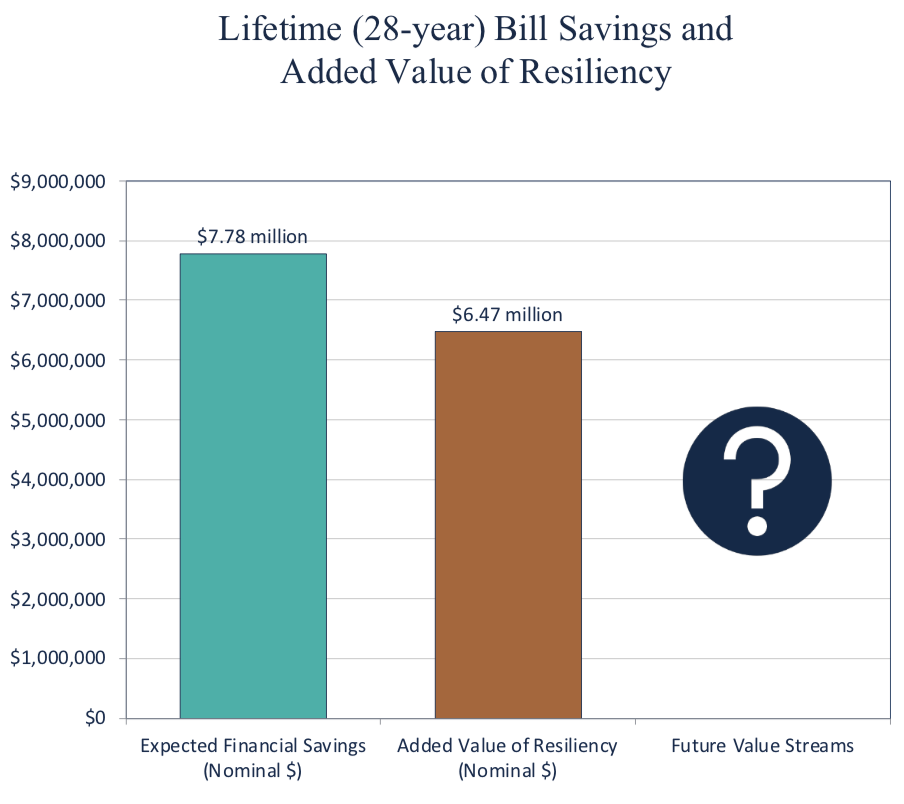 Lifetime (28-year) Bill Savings and
Added Value of Resiliency
$9,000,000
$8,000,000
$7,000,000
$6,000,000
$5,000,000
$4,000,000
$3,000,000
$2,000,000
$1,000,000
$0
$7.78 million
$6.47 million
?
Expected Financial Savings
(Nominal $)
Added Value of Resiliency
(Nominal $)
Future Value Streams